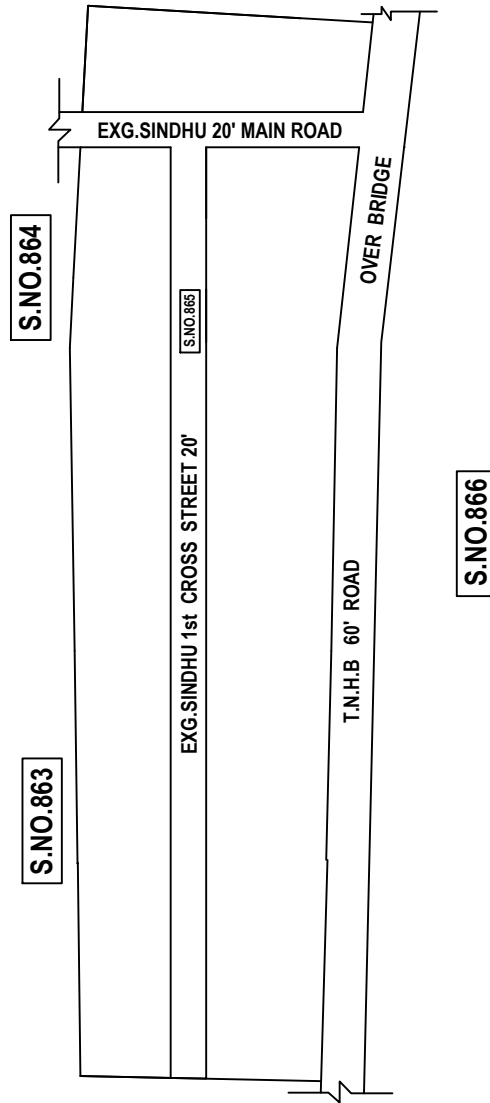 EXG.SINDHU 20' MAIN ROAD
OVER BRIDGE
S.NO.864
S.NO.865
EXG.SINDHU 1st CROSS STREET 20'
S.NO.866
T.N.H.B 60' ROAD
S.NO.863